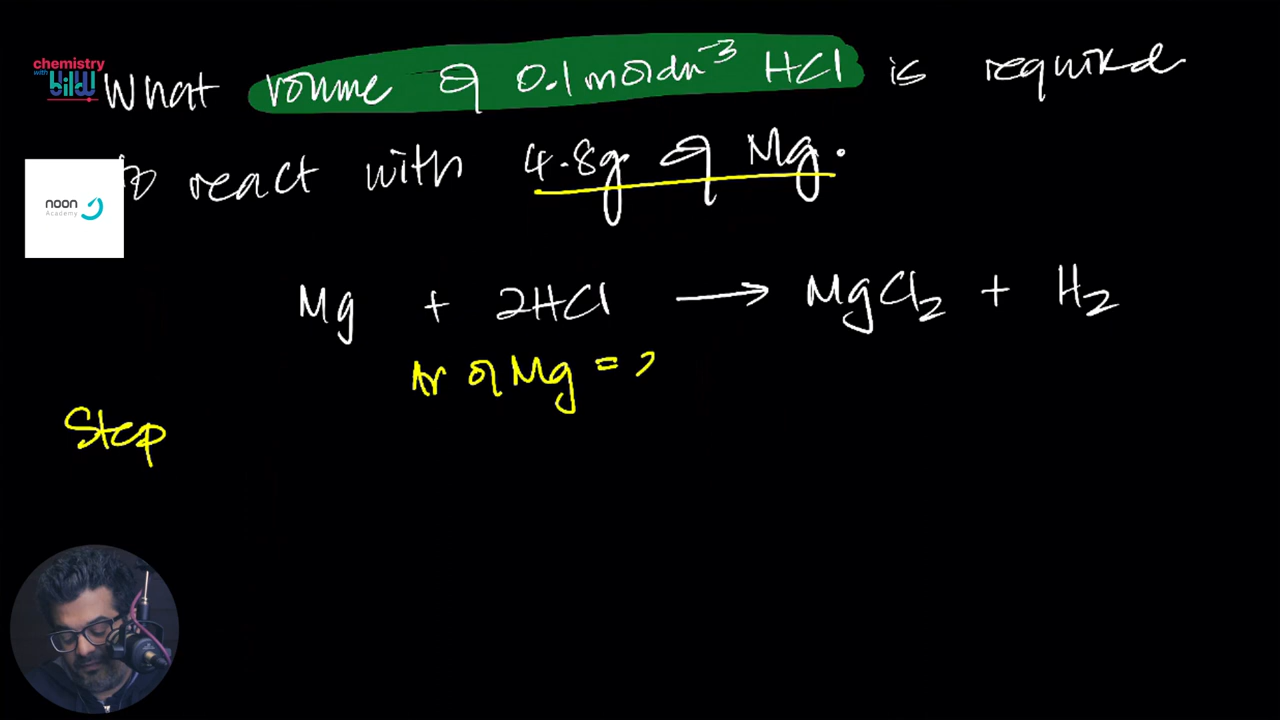 chemistry
with bilal
What volume of 0.1 moldm⁻³ HCl is required
to react with 4.8g of Mg.
noon
Academy
Mg + 2HCl → MgCl₂ + H₂
Ar of Mg = 2
Step